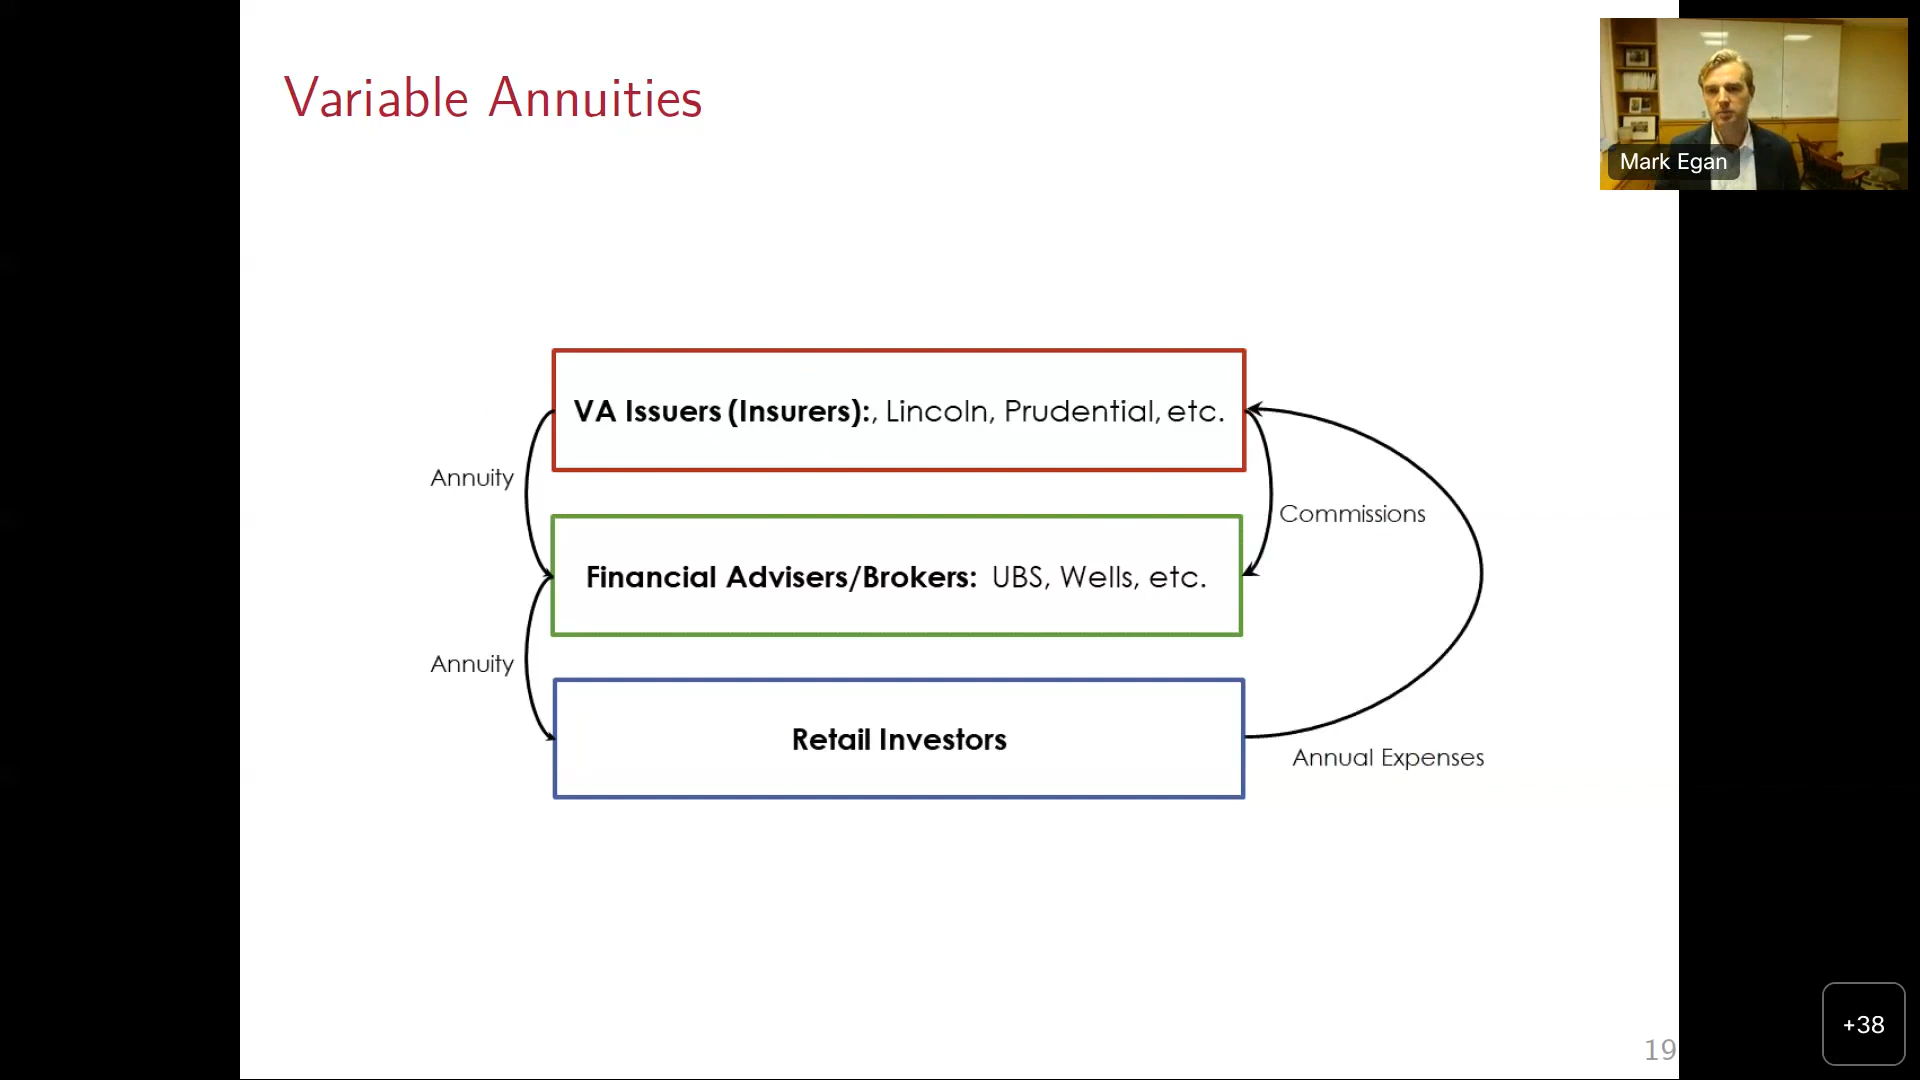 Variable Annuities
Mark Egan
VA Issuers (Insurers):, Lincoln, Prudential, etc.
Annuity
Commissions
Financial Advisers/Brokers: UBS, Wells, etc.
Annuity
Retail Investors
Annual Expenses
+38
19